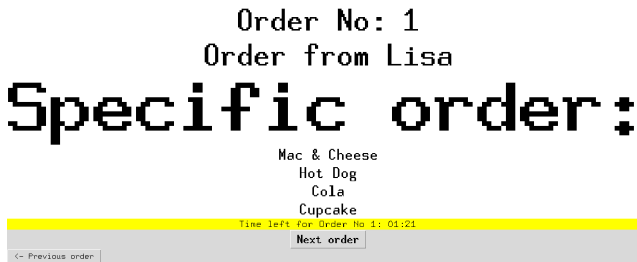 Order No: 1
Order from Lisa
Specific order:
Mac & Cheese
Hot Dog
Cola
Cupcake
Time left for Order No 1: 01:21
Next order
<- Previous order